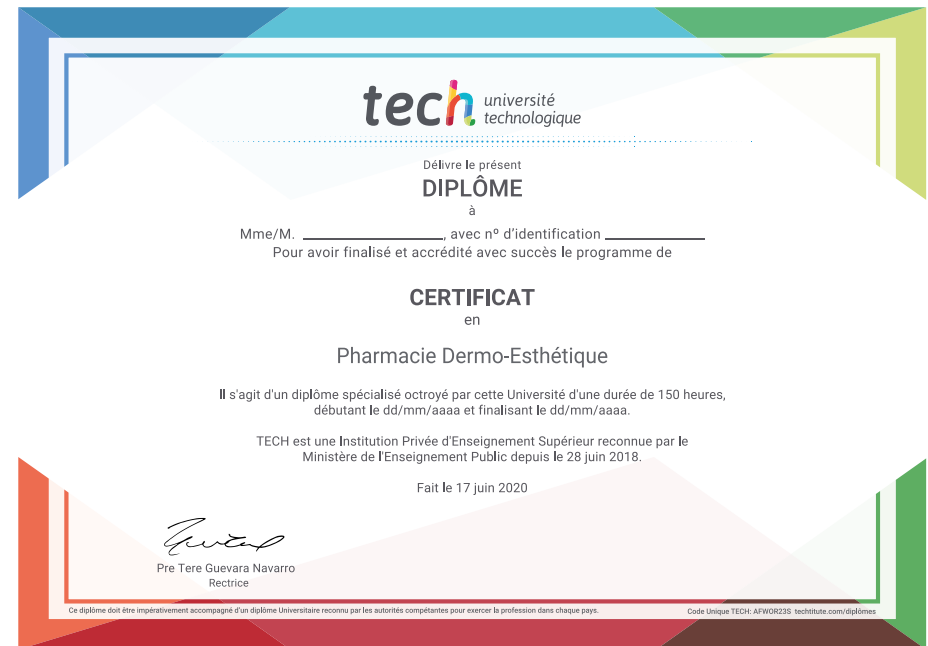 tech université
technologique
Délivre le présent
DIPLÔME
à
Mme/M. ____________________, avec nº d'identification ______________
Pour avoir finalisé et accrédité avec succès le programme de
CERTIFICAT
en
Pharmacie Dermo-Esthétique
Il s'agit d'un diplôme spécialisé octroyé par cette Université d'une durée de 150 heures,
débutant le dd/mm/aaaa et finalisant le dd/mm/aaaa.
TECH est une Institution Privée d'Enseignement Supérieur reconnue par le
Ministère de l'Enseignement Public depuis le 28 juin 2018.
Fait le 17 juin 2020
Pre Tere Guevara Navarro
Rectrice
Ce diplôme doit être impérativement accompagné d'un diplôme Universitaire reconnu par les autorités compétantes pour exercer la profession dans chaque pays.
Code Unique TECH: AFWOR23S techtitute.com/diplômes